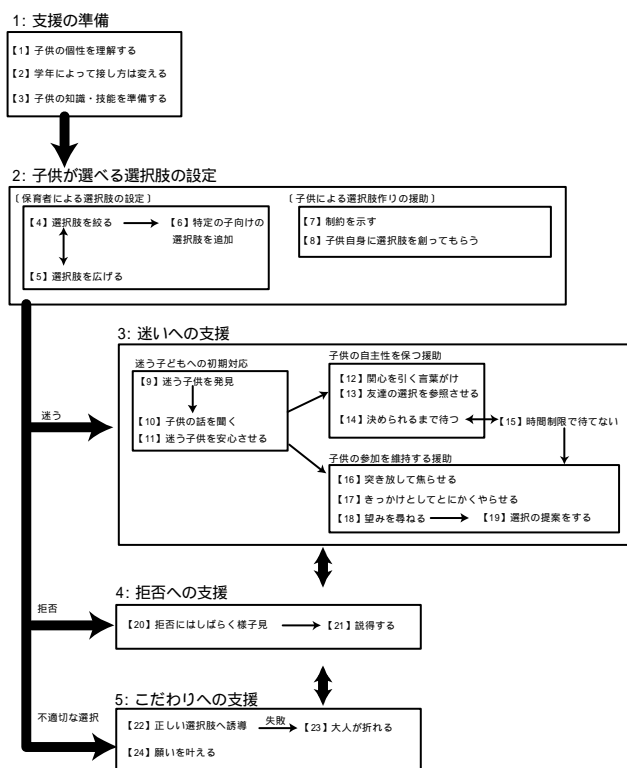 1: 支援の準備
【1】子供の個性を理解する
【2】学年によって接し方は変える
【3】子供の知識・技能を準備する
2: 子供が選べる選択肢の設定
〔保育者による選択肢の設定〕
【4】選択肢を絞る
【6】特定の子向けの
選択肢を追加
【5】選択肢を広げる
〔子供による選択肢作りの援助〕
【7】制約を示す
【8】子供自身に選択肢を創ってもらう
迷う
3: 迷いへの支援
迷う子どもへの初期対応
【9】迷う子供を発見
【10】子供の話を聞く
【11】迷う子供を安心させる
子供の自主性を保つ援助
【12】関心を引く言葉がけ
【13】友達の選択を参照させる
【14】決められるまで待つ
【15】時間制限で待てない
子供の参加を維持する援助
【16】突き放して焦らせる
【17】きっかけとしてとにかくやらせる
【18】望みを尋ねる
【19】選択の提案をする
拒否
4: 拒否への支援
【20】拒否にはしばらく様子見
【21】説得する
不適切な選択
5: こだわりへの支援
【22】正しい選択肢へ誘導
失敗
【23】大人が折れる
【24】願いを叶える